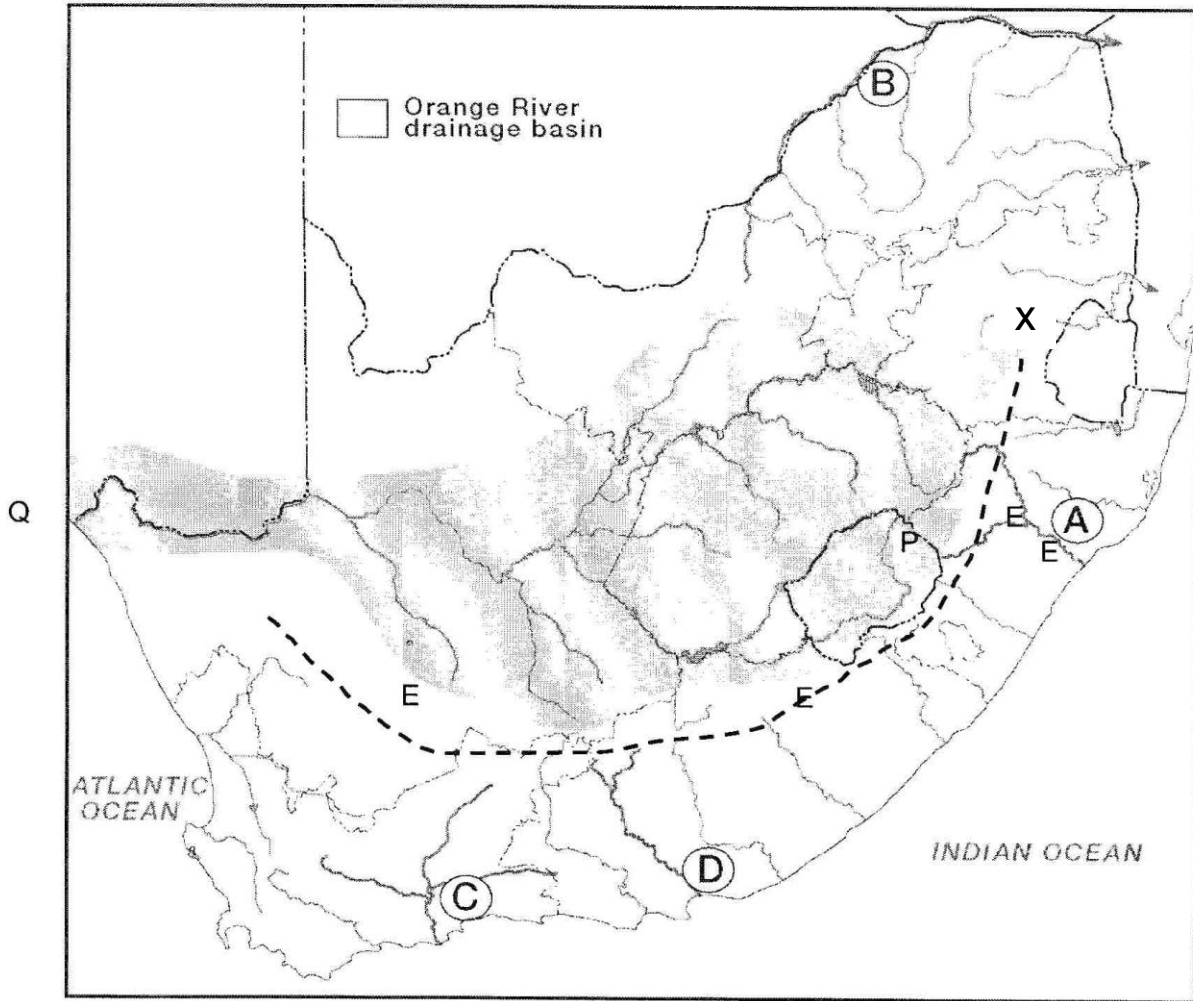 B
Orange River
drainage basin
X
Q
A
E
P
E
E
E
ATLANTIC
OCEAN
D
INDIAN OCEAN
C